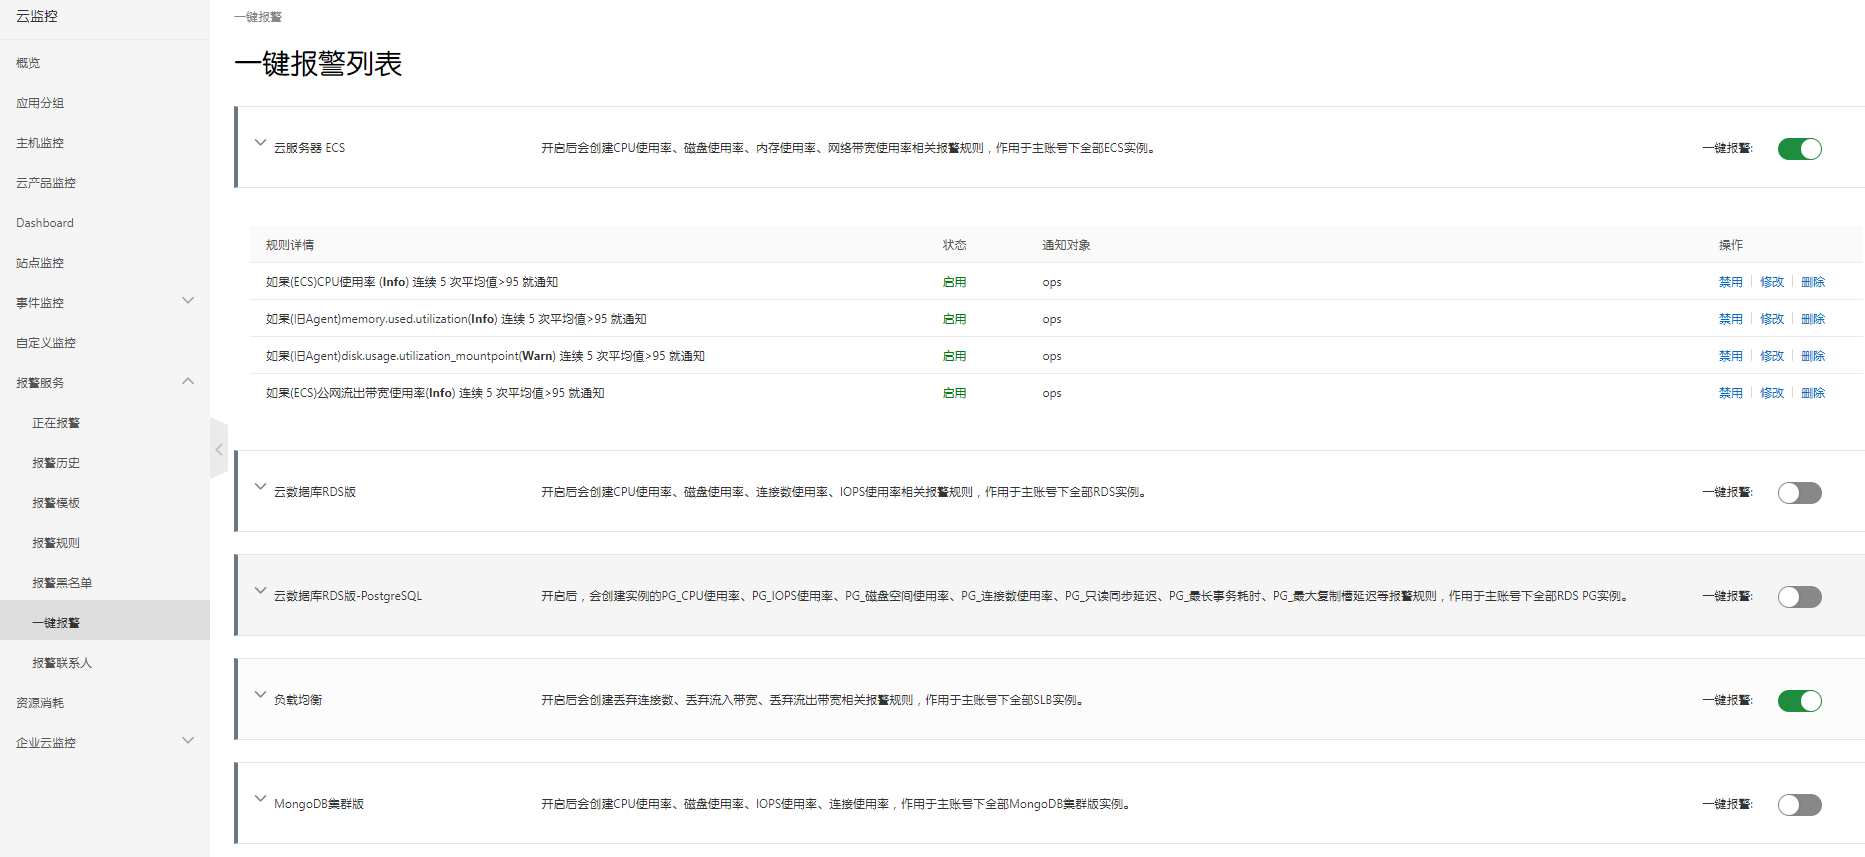 云监控
概览
应用分组
主机监控
云产品监控
Dashboard
站点监控
事件监控
自定义监控
报警服务
正在报警
报警历史
报警模板
报警规则
报警黑名单
一键报警
报警联系人
资源消耗
企业云监控
一键报警
一键报警列表
云服务器 ECS 开启后会创建CPU使用率、磁盘使用率、内存使用率、网络带宽使用率相关报警规则，作用于主账号下全部ECS实例。 一键报警:
规则详情 状态 通知对象 操作
如果(ECS)CPU使用率 (Info) 连续 5 次平均值>95 就通知 启用 ops 禁用 修改 删除
如果(旧Agent)memory.used.utilization(Info) 连续 5 次平均值>95 就通知 启用 ops 禁用 修改 删除
如果(旧Agent)disk.usage.utilization_mountpoint(Warn) 连续 5 次平均值>95 就通知 启用 ops 禁用 修改 删除
如果(ECS)公网流出带宽使用率(Info) 连续 5 次平均值>95 就通知 启用 ops 禁用 修改 删除
云数据库RDS版 开启后会创建CPU使用率、磁盘使用率、连接数使用率、IOPS使用率相关报警规则，作用于主账号下全部RDS实例。 一键报警:
云数据库RDS版-PostgreSQL 开启后，会创建实例的PG_CPU使用率、PG_IOPS使用率、PG_磁盘空间使用率、PG_连接数使用率、PG_只读同步延迟、PG_最长事务耗时、PG_最大复制槽延迟等报警规则，作用于主账号下全部RDS PG实例。 一键报警:
负载均衡 开启后会创建丢弃连接数、丢弃流入带宽、丢弃流出带宽相关报警规则，作用于主账号下全部SLB实例。 一键报警:
MongoDB集群版 开启后会创建CPU使用率、磁盘使用率、IOPS使用率、连接使用率，作用于主账号下全部MongoDB集群版实例。 一键报警: